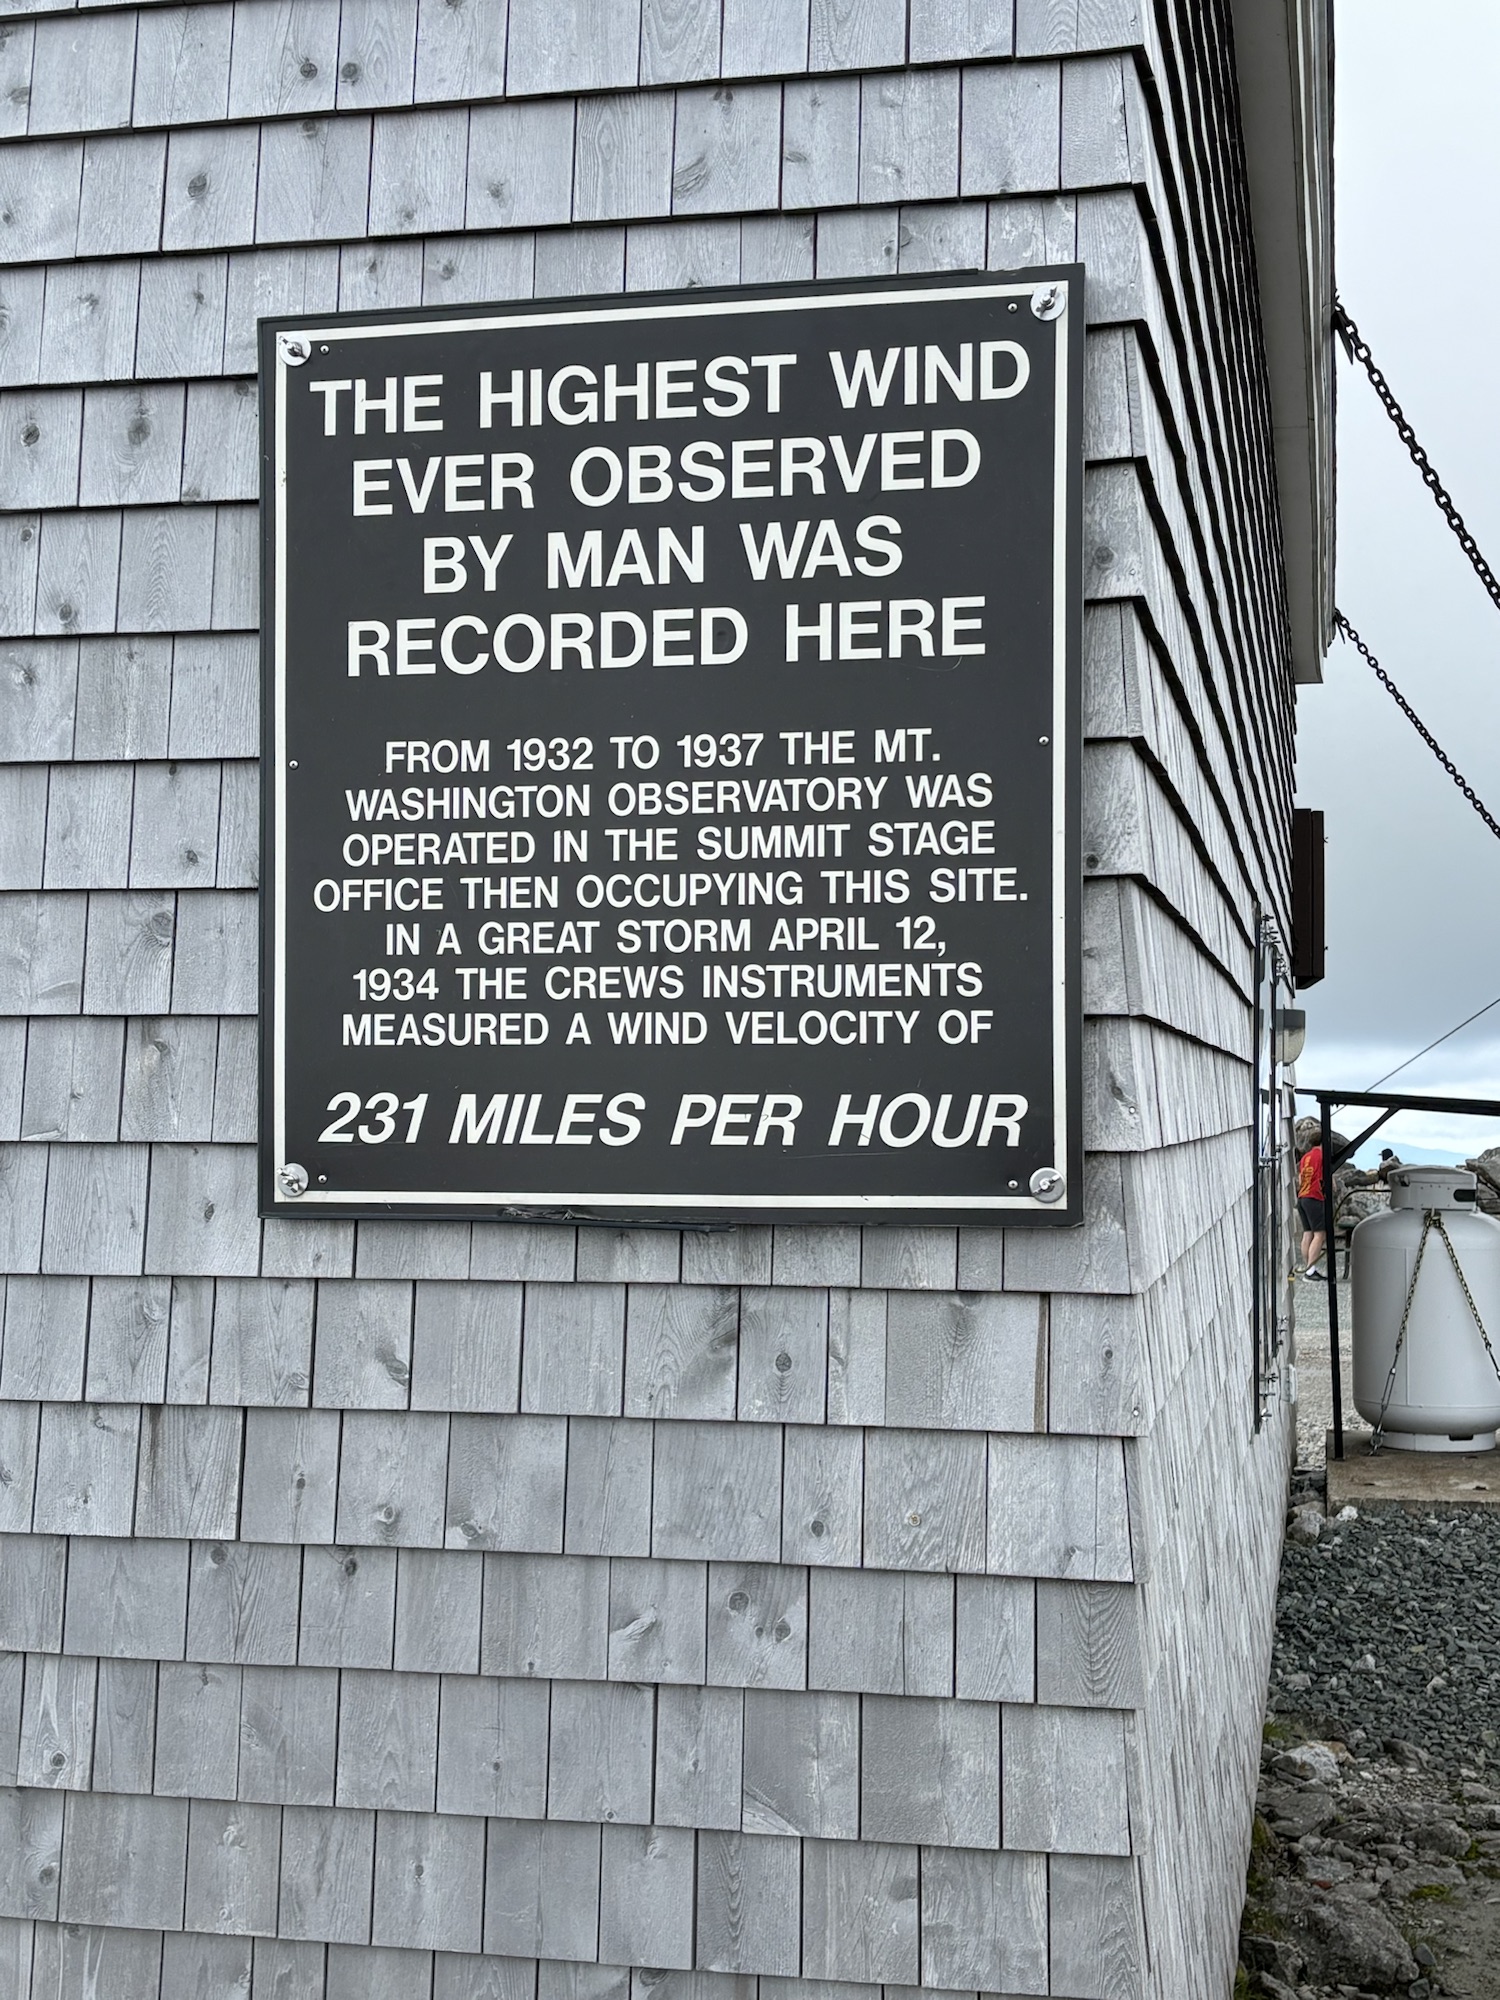 THE HIGHEST WIND
EVER OBSERVED
BY MAN WAS
RECORDED HERE
FROM 1932 TO 1937 THE MT.
WASHINGTON OBSERVATORY WAS
OPERATED IN THE SUMMIT STAGE
OFFICE THEN OCCUPYING THIS SITE.
IN A GREAT STORM APRIL 12,
1934 THE CREWS INSTRUMENTS
MEASURED A WIND VELOCITY OF
231 MILES PER HOUR